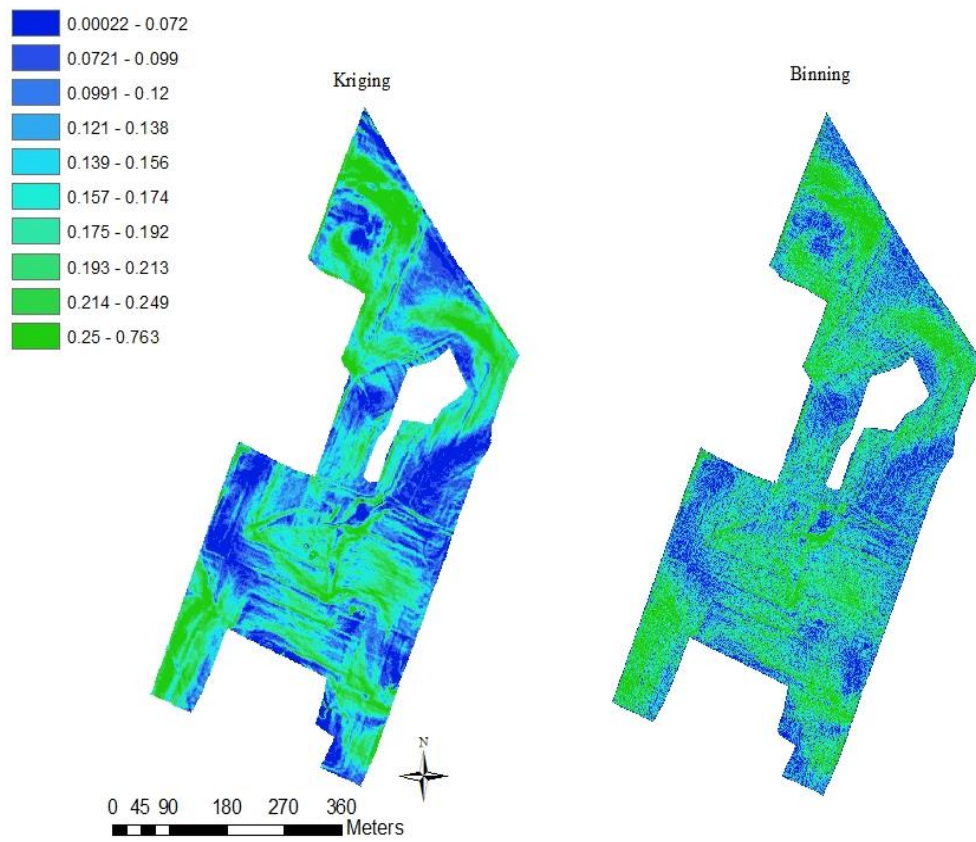 0.00022 - 0.072
0.0721 - 0.099
0.0991 - 0.12
0.121 - 0.138
0.139 - 0.156
0.157 - 0.174
0.175 - 0.192
0.193 - 0.213
0.214 - 0.249
0.25 - 0.763
Kriging
Binning
N
0 45 90 180 270 360
Meters